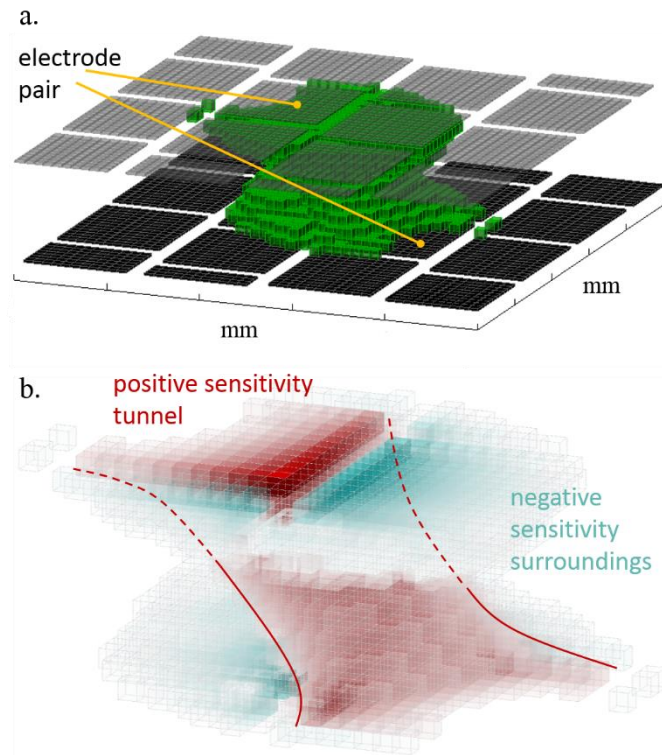 a.
electrode
pair
mm
mm
b.
positive sensitivity
tunnel
negative
sensitivity
surroundings